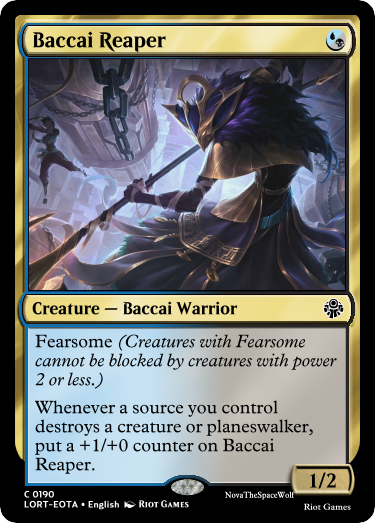 Baccai Reaper
Creature — Baccai Warrior
Fearsome (Creatures with Fearsome
cannot be blocked by creatures with power
2 or less.)
Whenever a source you control
destroys a creature or planeswalker,
put a +1/+0 counter on Baccai
Reaper.
1/2
C 0190
LORT-EOTA • English Riot Games
NovaTheSpaceWolf
Riot Games